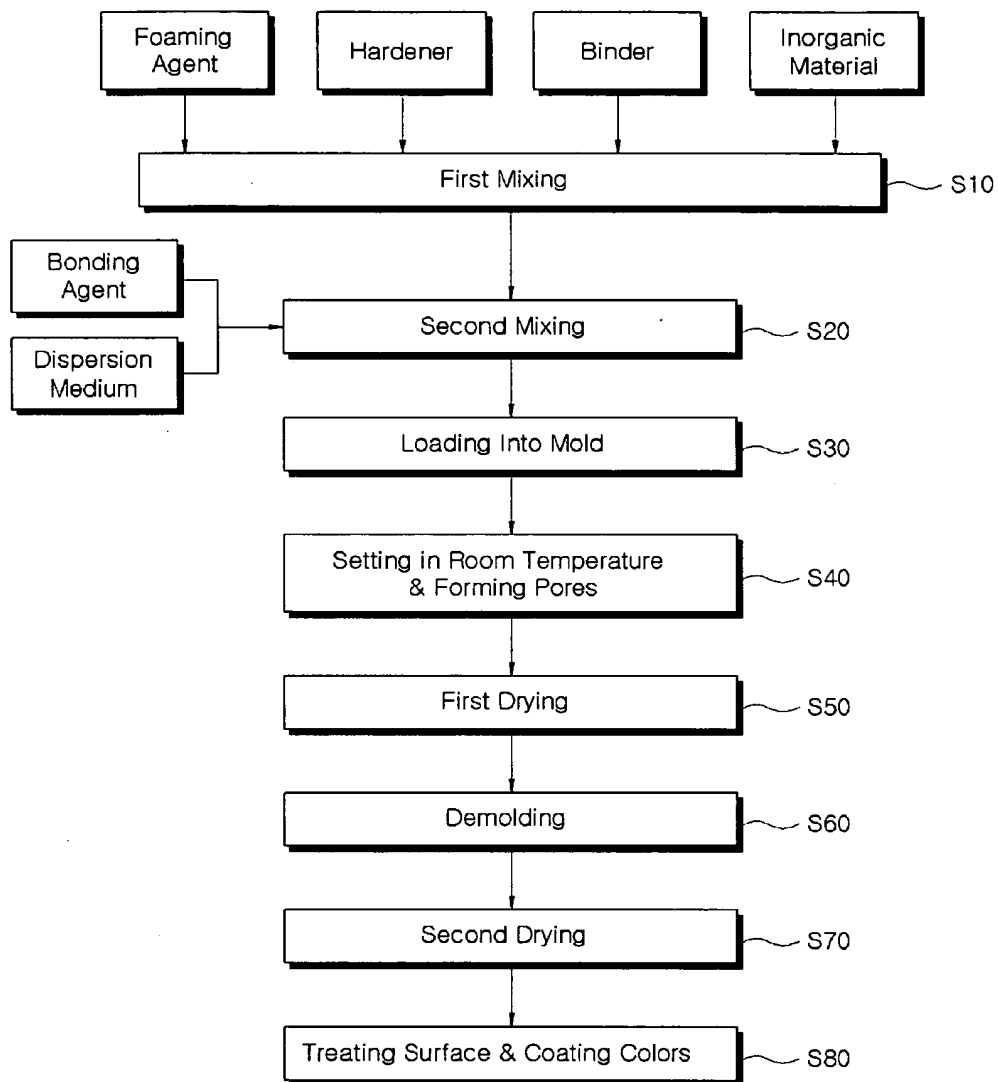 Foaming
Agent
Hardener
Binder
Inorganic
Material
First Mixing
S10
Bonding
Agent
Dispersion
Medium
Second Mixing
S20
Loading Into Mold
S30
Setting in Room Temperature
& Forming Pores
S40
First Drying
S50
Demolding
S60
Second Drying
S70
Treating Surface & Coating Colors
S80